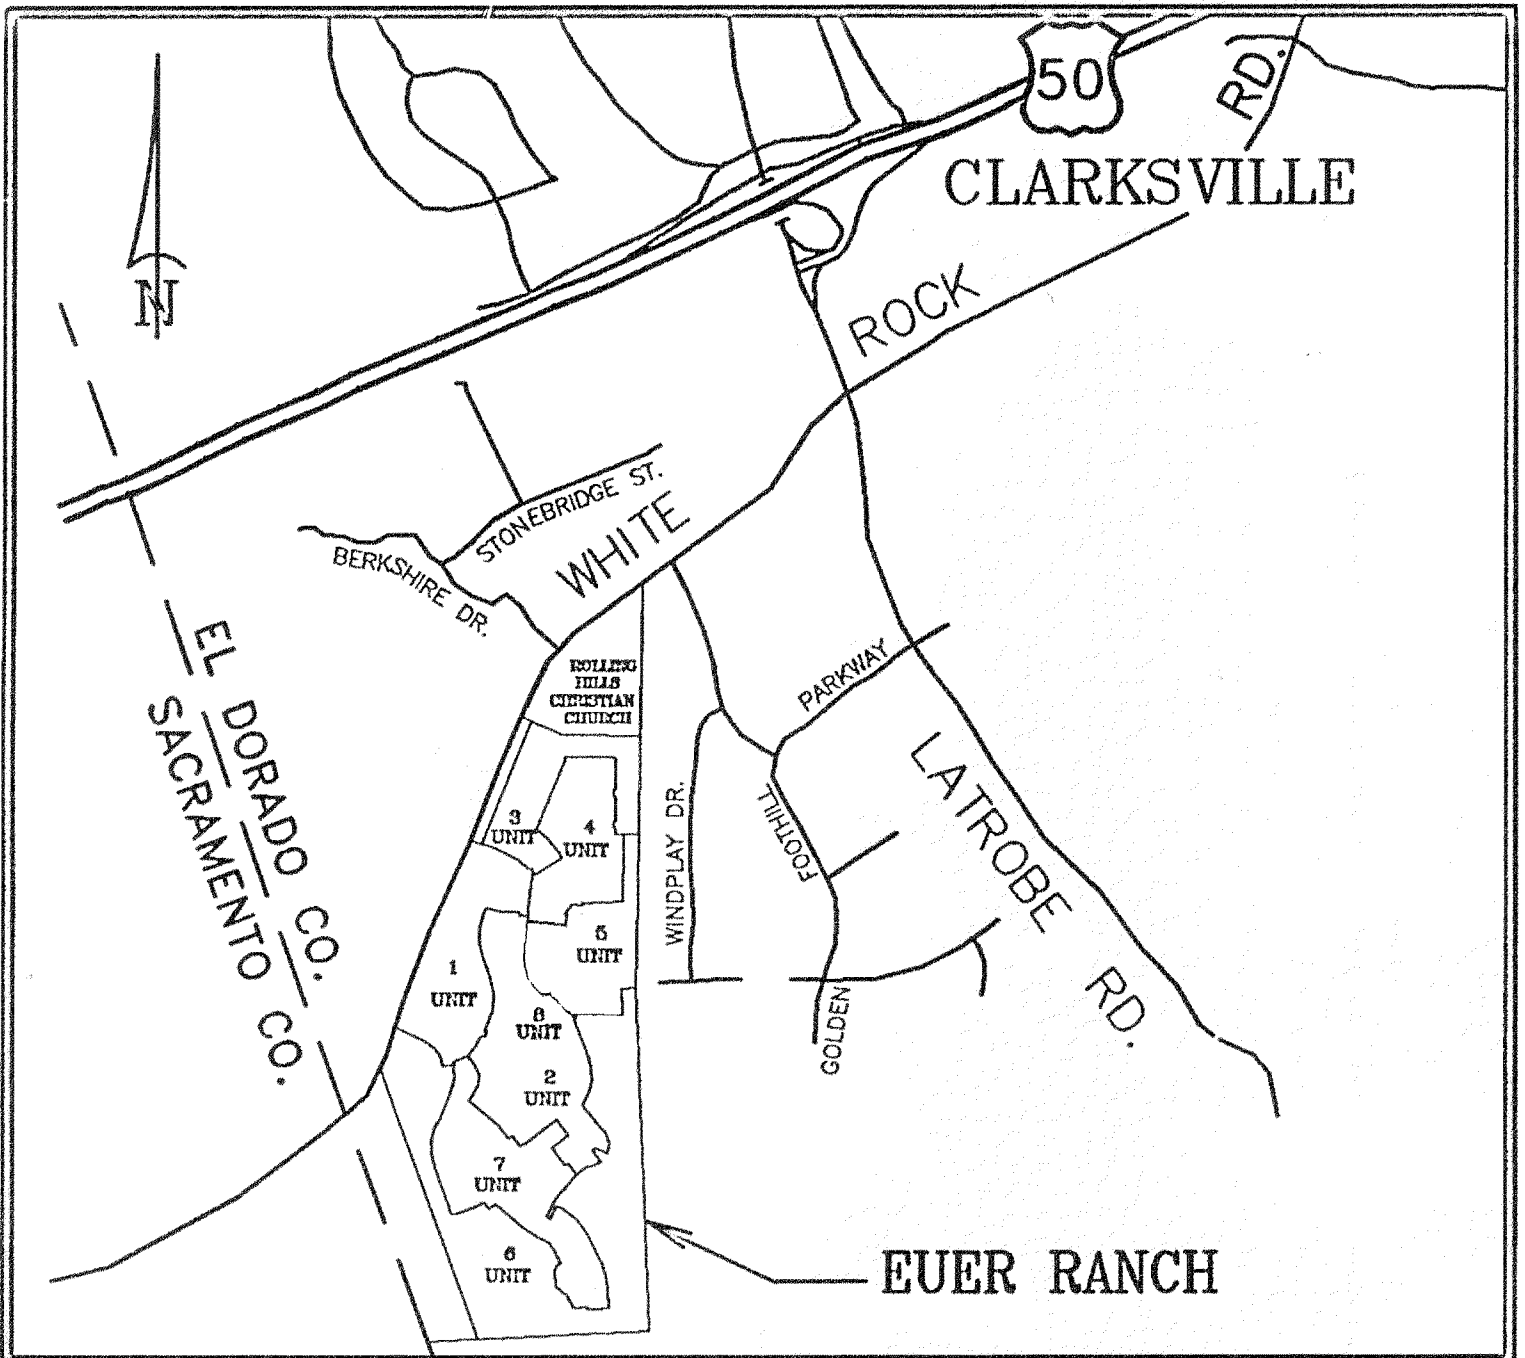 50
RD.
CLARKSVILLE
N
ROCK
STONEBRIDGE ST.
WHITE
BERKSHIRE DR.
EL DORADO CO.
SACRAMENTO CO.
ROLLING
HILLS
CHRISTIAN
CHURCH
PARKWAY
LATROBE
RD.
WINDPLAY DR.
FOOTHILL
GOLDEN
3
UNIT
4
UNIT
5
UNIT
1
UNIT
8
UNIT
2
UNIT
7
UNIT
6
UNIT
EUER RANCH